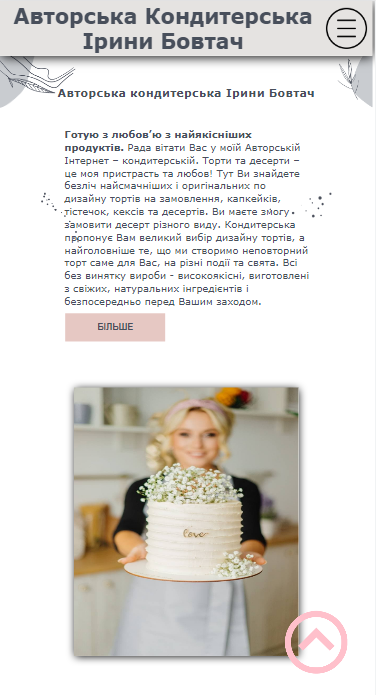 Авторська Кондитерська
Ірини Бовтач
Авторська кондитерська Ірини Бовтач
Готую з любов’ю з найякісніших
продуктів. Рада вітати Вас у моїй Авторській
Інтернет – кондитерській. Торти та десерти –
це моя пристрасть та любов! Тут Ви знайдете
безліч найсмачніших і оригінальних по
дизайну тортів на замовлення, капкейків,
тістечок, кексів та десертів. Ви маєте змогу
замовити десерт різного виду. Кондитерська
пропонує Вам великий вибір дизайну тортів, а
найголовніше те, що ми створимо неповторний
торт саме для Вас, на різні події та свята. Всі
без винятку вироби - високоякісні, виготовлені
з свіжих, натуральних інгредієнтів і
безпосередньо перед Вашим заходом.
БІЛЬШЕ
love